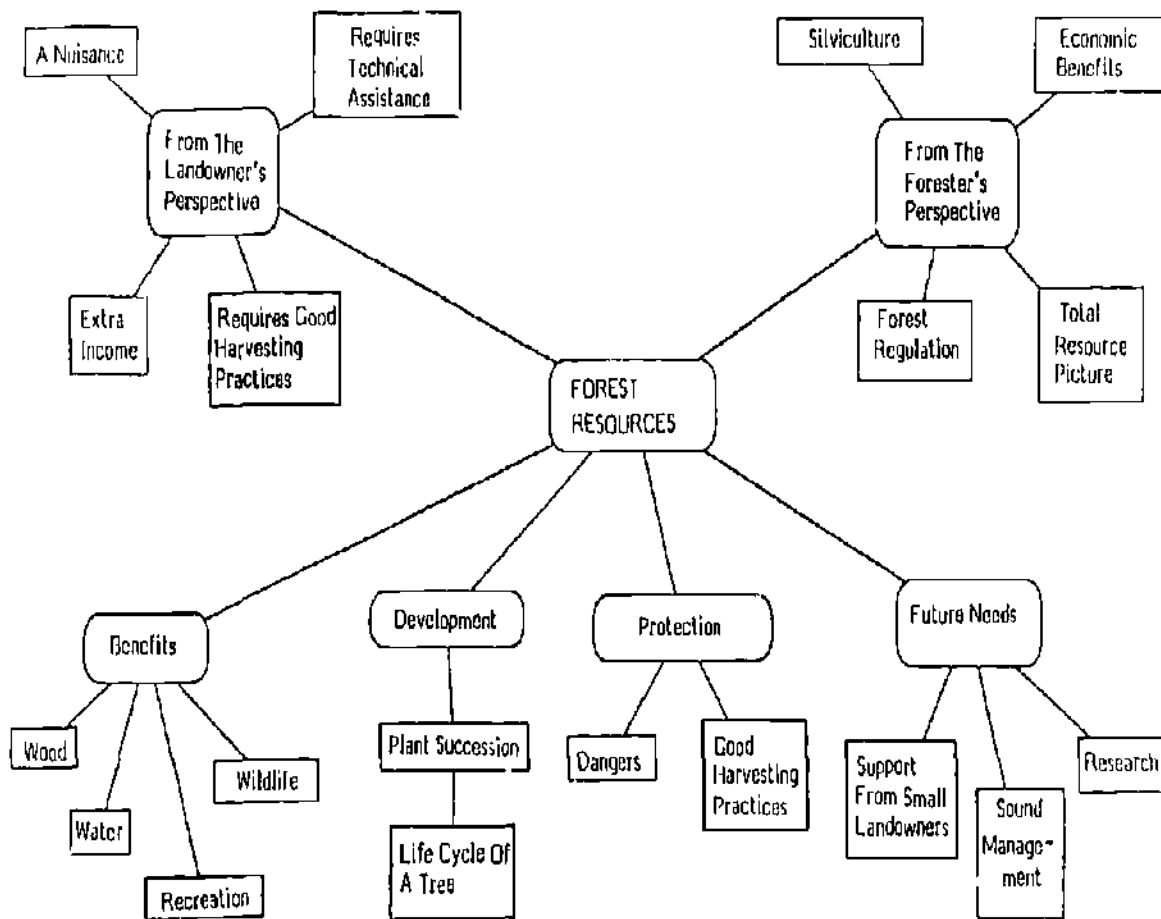 A Nuisance
Requires
Technical
Assistance
From The
Landowner's
Perspective
Extra
Income
Requires Good
Harvesting
Practices
Silviculture
Economic
Benefits
From The
Forester's
Perspective
Forest
Regulation
Total
Resource
Picture
FOREST
RESOURCES
Benefits
Wood
Water
Recreation
Wildlife
Development
Plant Succession
Life Cycle Of
A Tree
Protection
Dangers
Good
Harvesting
Practices
Future Needs
Support
From Small
Landowners
Sound
Manage-
ment
Research